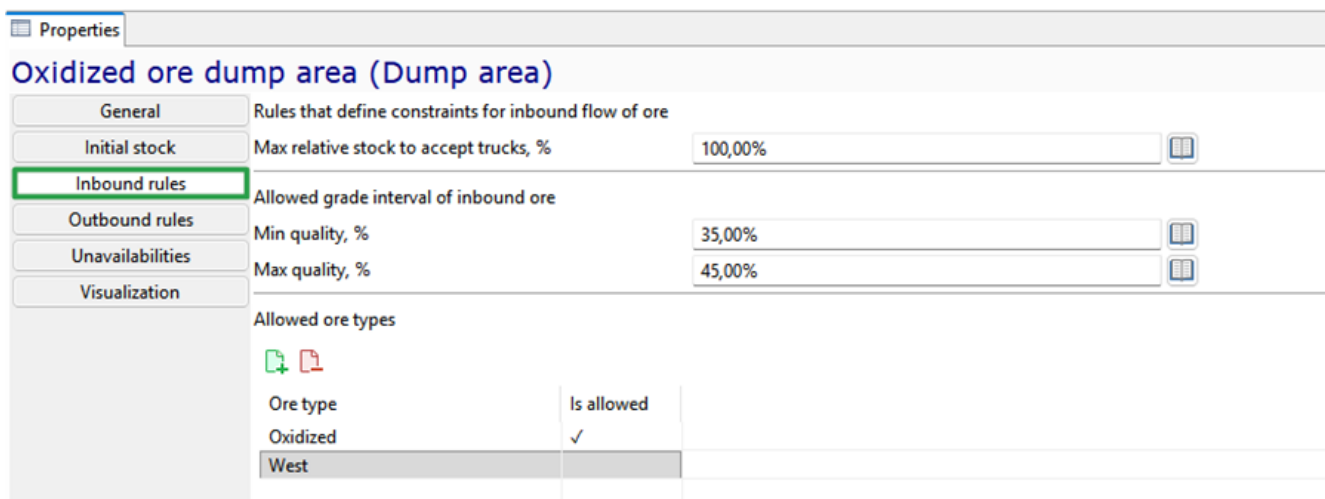 Properties
Oxidized ore dump area (Dump area)
General
Initial stock
Inbound rules
Outbound rules
Unavailabilities
Visualization
Rules that define constraints for inbound flow of ore
Max relative stock to accept trucks, % 100,00%
Allowed grade interval of inbound ore
Min quality, % 35,00%
Max quality, % 45,00%
Allowed ore types
Ore type Is allowed
Oxidized ✓
West